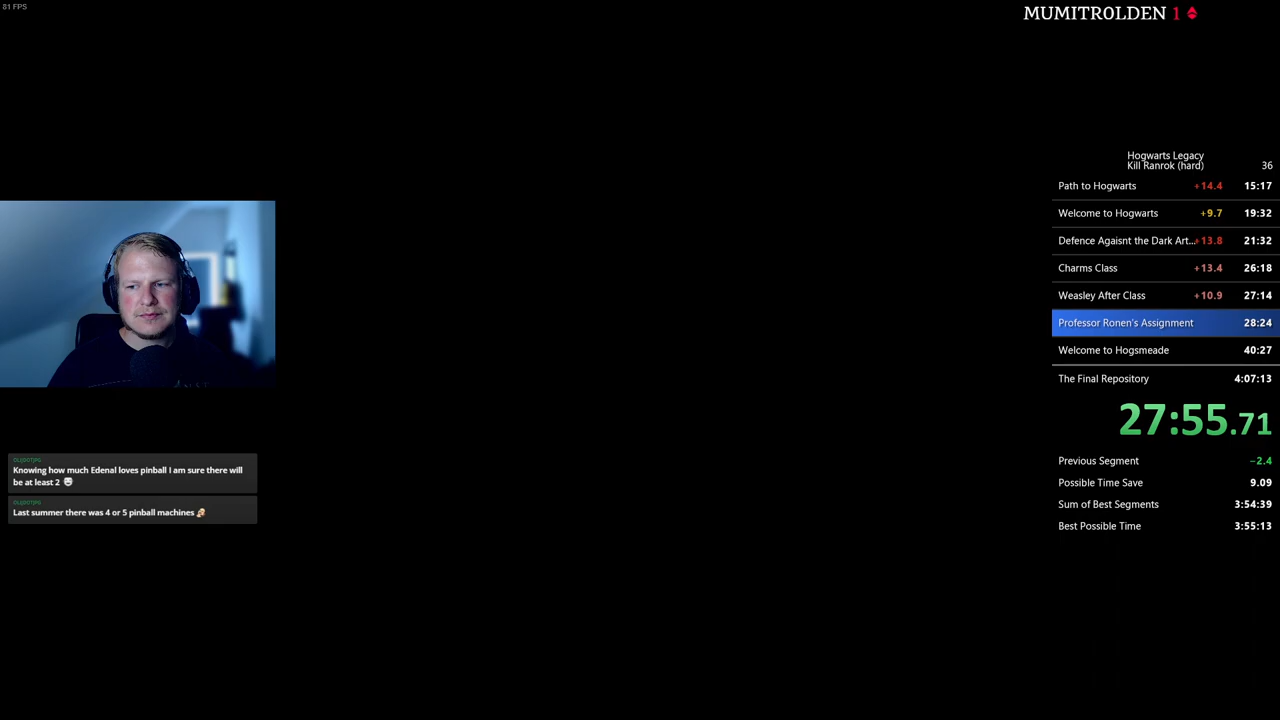 81 FPS
MUMITR0LDEN 1
Hogwarts Legacy
Kill Ranrok (hard) 36
Path to Hogwarts +14.4 15:17
Welcome to Hogwarts +9.7 19:32
Defence Agaisnt the Dark Art... +13.8 21:32
Charms Class +13.4 26:18
Weasley After Class +10.9 27:14
Professor Ronen's Assignment 28:24
Welcome to Hogsmeade 40:27
The Final Repository 4:07:13
27:55.71
Previous Segment −2.4
Possible Time Save 9.09
Sum of Best Segments 3:54:39
Best Possible Time 3:55:13
Knowing how much Edenal loves pinball I am sure there will
be at least 2
Last summer there was 4 or 5 pinball machines